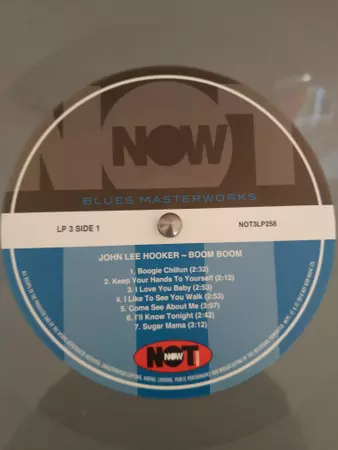 NOT NOW
BLUES MASTERWORKS
LP 3 SIDE 1
NOT3LP258
JOHN LEE HOOKER ~ BOOM BOOM
1. Boogie Chillun (2:32)
2. Keep Your Hands To Yourself (2:12)
3. I Love You Baby (2:53)
4. I Like To See You Walk (2:53)
5. Come See About Me (3:07)
6. I'll Know Tonight (2:42)
7. Sugar Mama (3:12)
NOT NOW